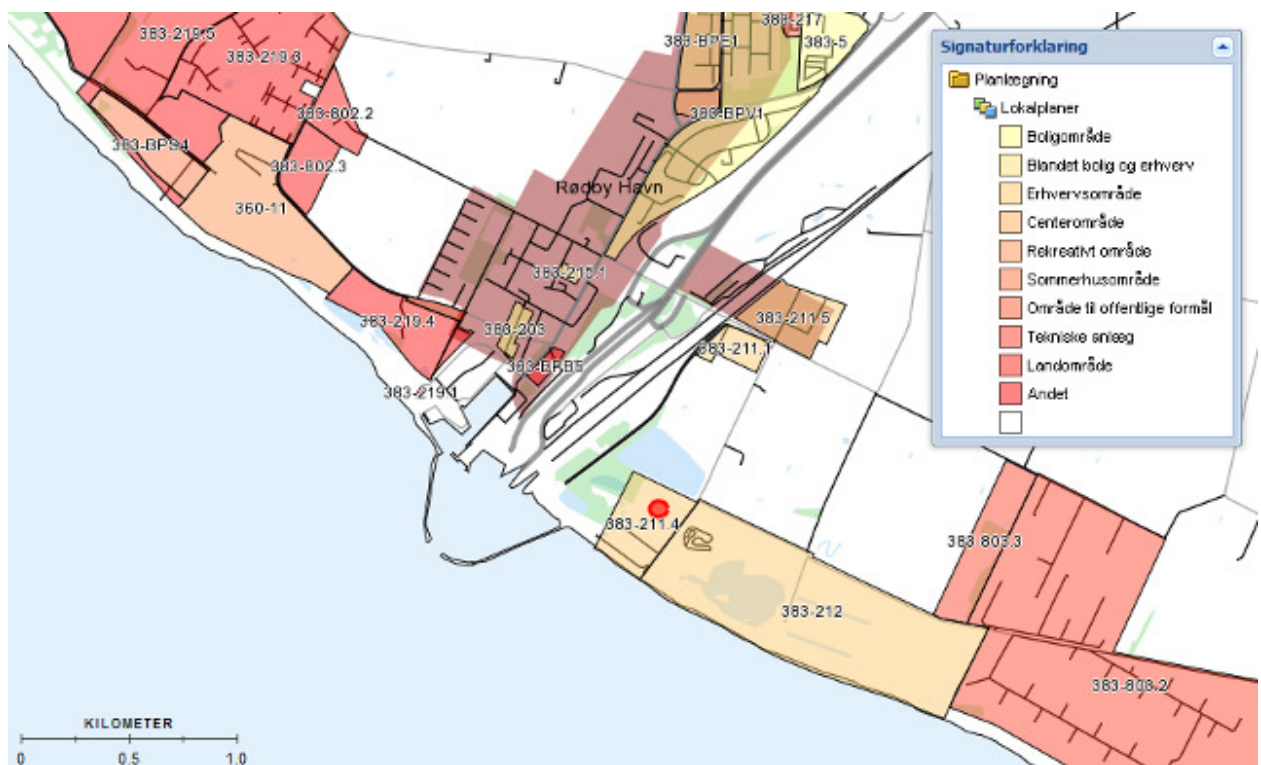 383-219.5
383-219.3
383-802.2
383-BPS4
383-802.3
360-11
383-219.4
383-219.1
383-BPE1
383-217
383-5
383-BPV1
Rødby Havn
383-215.1
383-203
383-BPB5
383-211.5
383-211.1
383-211.4
383-212
383-803.3
383-803.2
Signaturforklaring
Planlægning
Lokalplaner
Boligområde
Blandet bolig og erhverv
Erhvervsområde
Centerområde
Rekreativt område
Sommerhusområde
Område til offentlige formål
Tekniske anlæg
Landområde
Andet
KILOMETER
0 0.5 1.0